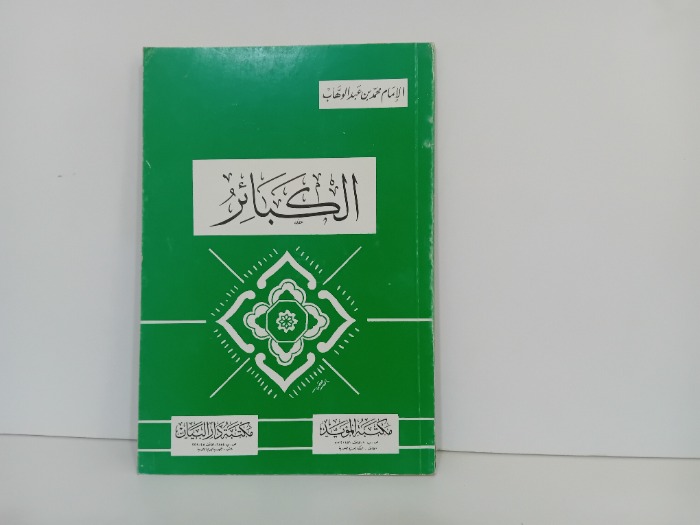 الإمام محمد بن عبد الوهاب
الكبائر
مكتبة المؤيد
مكتبة دار البيان